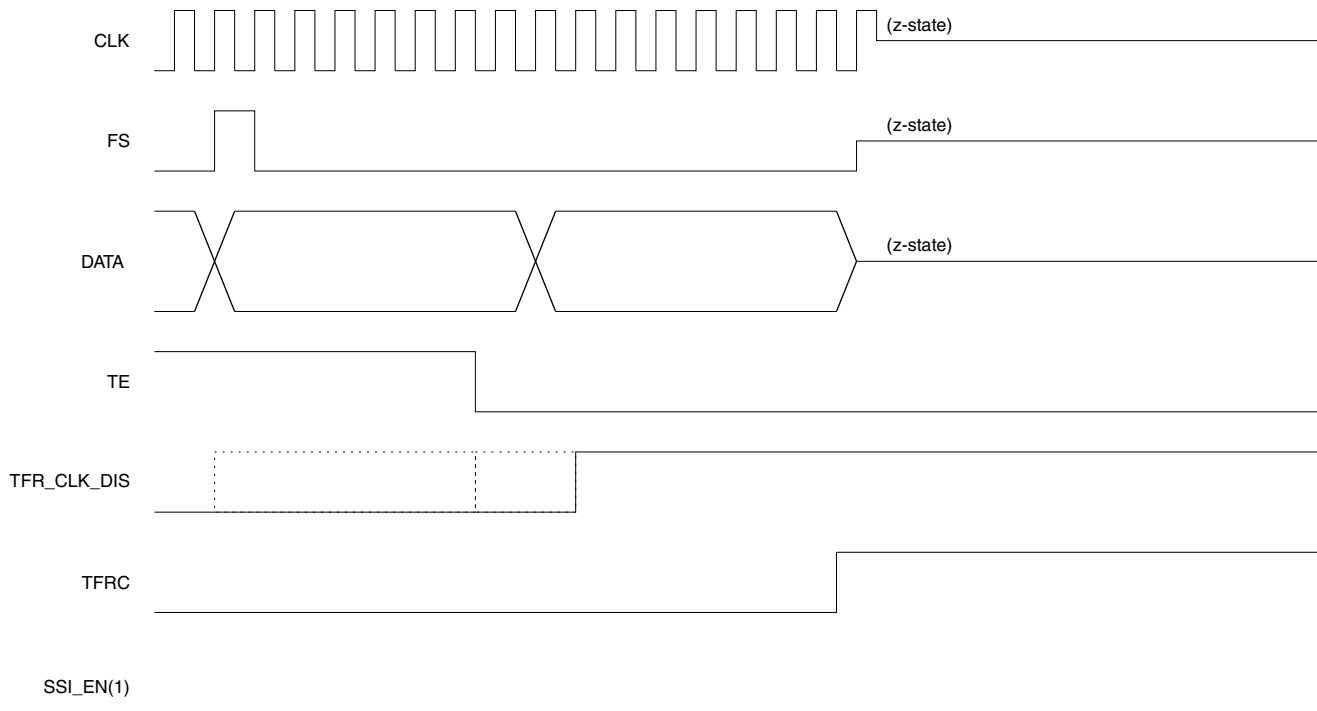 (z-state)
CLK
(z-state)
FS
(z-state)
DATA
TE
TFR_CLK_DIS
TFRC
SSI_EN(1)